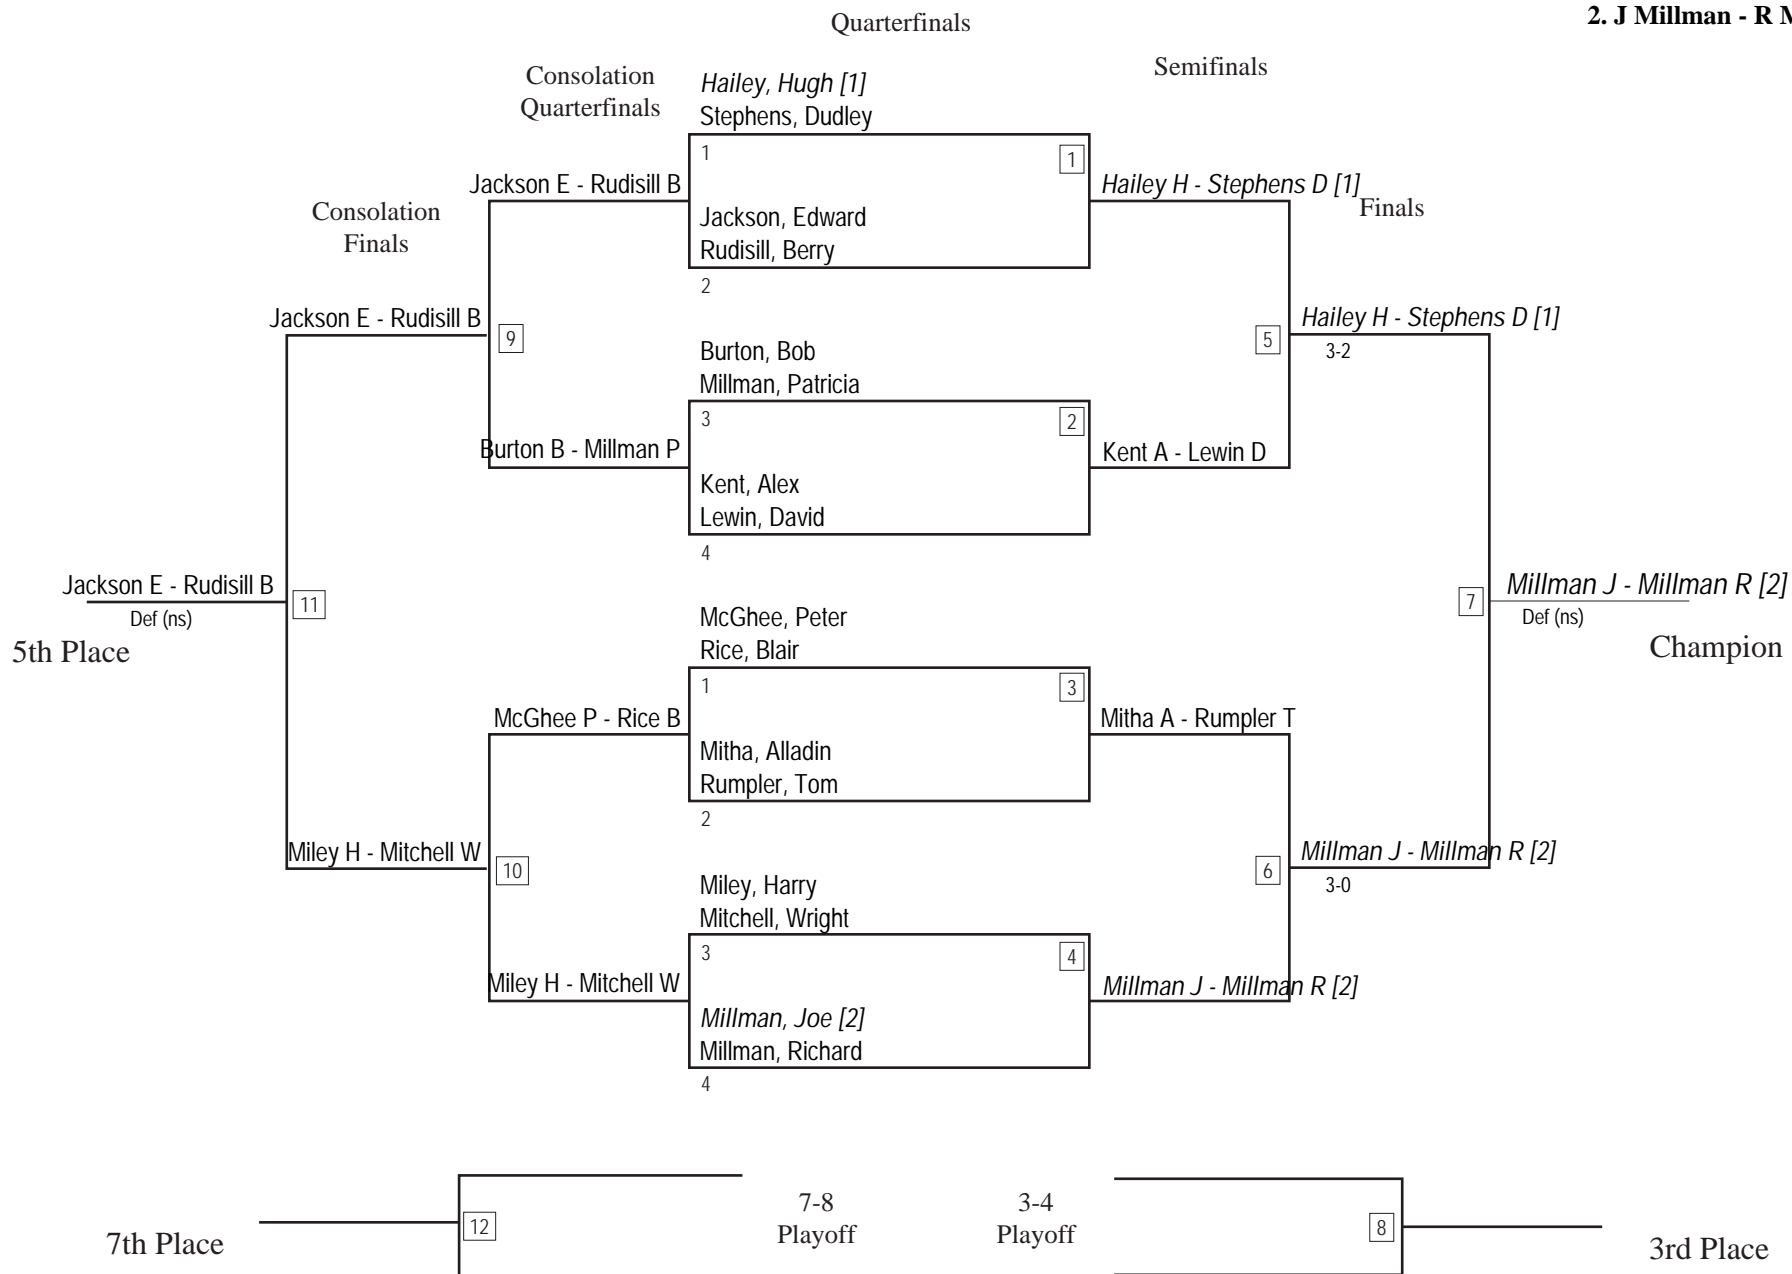 2. J Millman - R M
Quarterfinals
Semifinals
Consolation
Quarterfinals
Hailey, Hugh [1]
Stephens, Dudley
1
1
Jackson E - Rudisill B
Hailey H - Stephens D [1]
Finals
Consolation
Finals
Jackson, Edward
Rudisill, Berry
2
Jackson E - Rudisill B
9
Hailey H - Stephens D [1]
5
3-2
Burton, Bob
Millman, Patricia
3
2
Burton B - Millman P
Kent A - Lewin D
Kent, Alex
Lewin, David
4
Jackson E - Rudisill B
11
Def (ns)
5th Place
7
Millman J - Millman R [2]
Def (ns)
Champion
McGhee, Peter
Rice, Blair
1
3
McGhee P - Rice B
Mitha A - Rumpler T
Mitha, Alladin
Rumpler, Tom
2
Miley H - Mitchell W
10
Millman J - Millman R [2]
6
3-0
Miley, Harry
Mitchell, Wright
3
4
Miley H - Mitchell W
Millman J - Millman R [2]
Millman, Joe [2]
Millman, Richard
4
7-8
Playoff
3-4
Playoff
12
8
7th Place
3rd Place